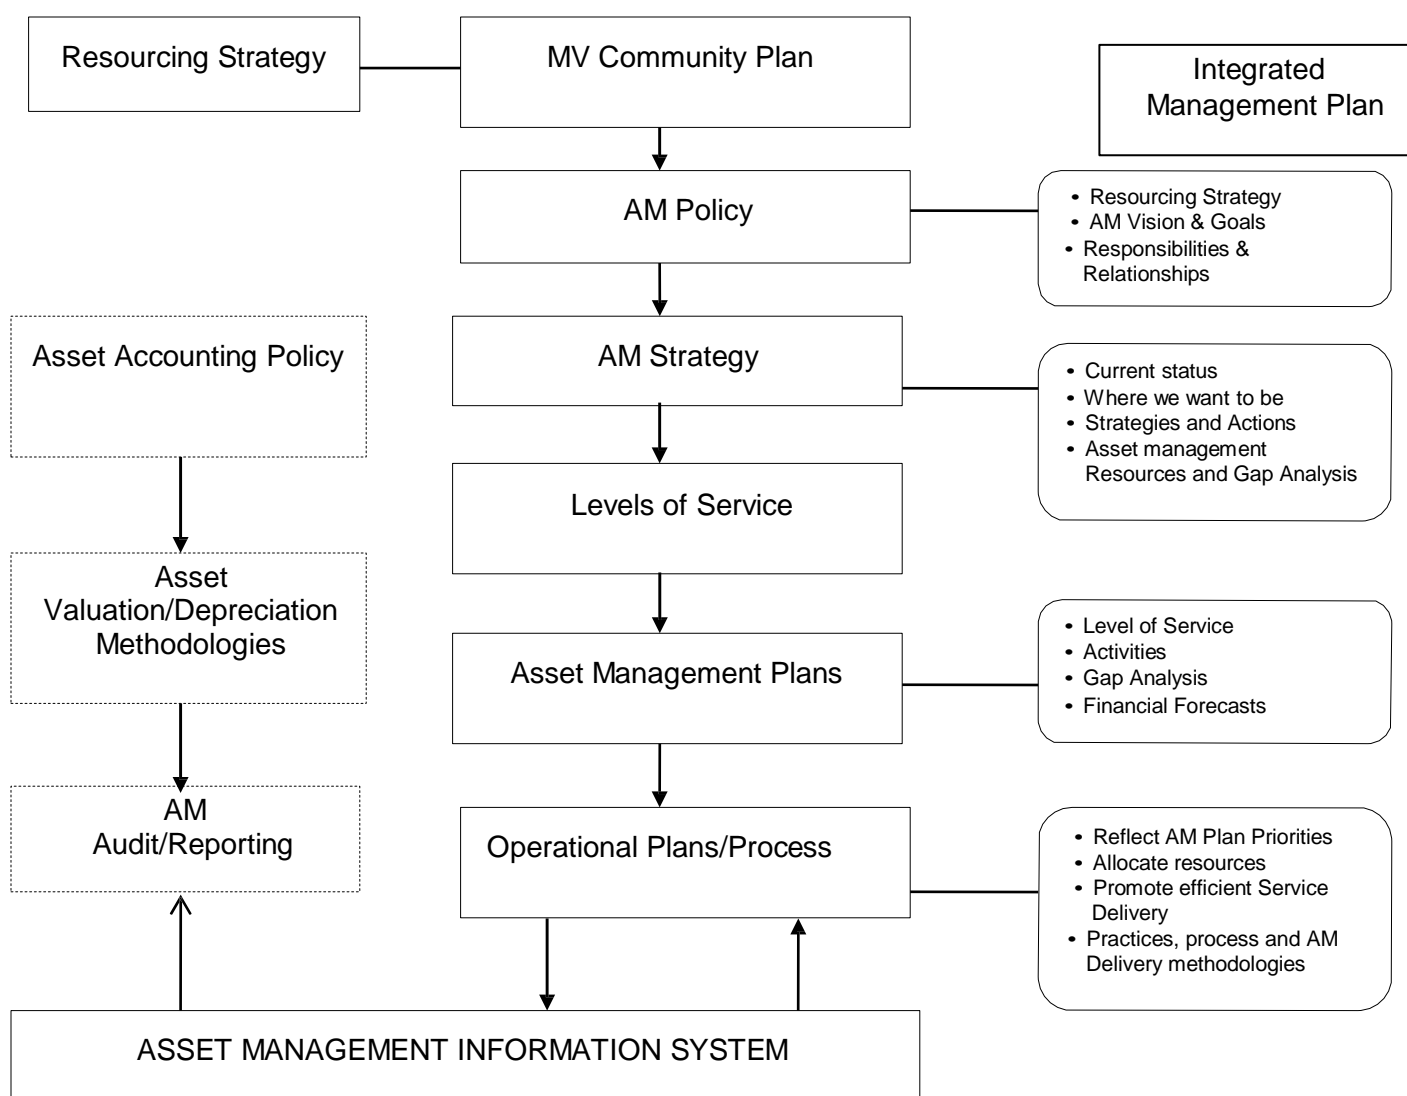 Resourcing Strategy
MV Community Plan
Integrated
Management Plan
AM Policy
• Resourcing Strategy
• AM Vision & Goals
• Responsibilities &
Relationships
Asset Accounting Policy
AM Strategy
• Current status
• Where we want to be
• Strategies and Actions
• Asset management
Resources and Gap Analysis
Levels of Service
Asset
Valuation/Depreciation
Methodologies
Asset Management Plans
• Level of Service
• Activities
• Gap Analysis
• Financial Forecasts
AM
Audit/Reporting
Operational Plans/Process
• Reflect AM Plan Priorities
• Allocate resources
• Promote efficient Service
Delivery
• Practices, process and AM
Delivery methodologies
ASSET MANAGEMENT INFORMATION SYSTEM